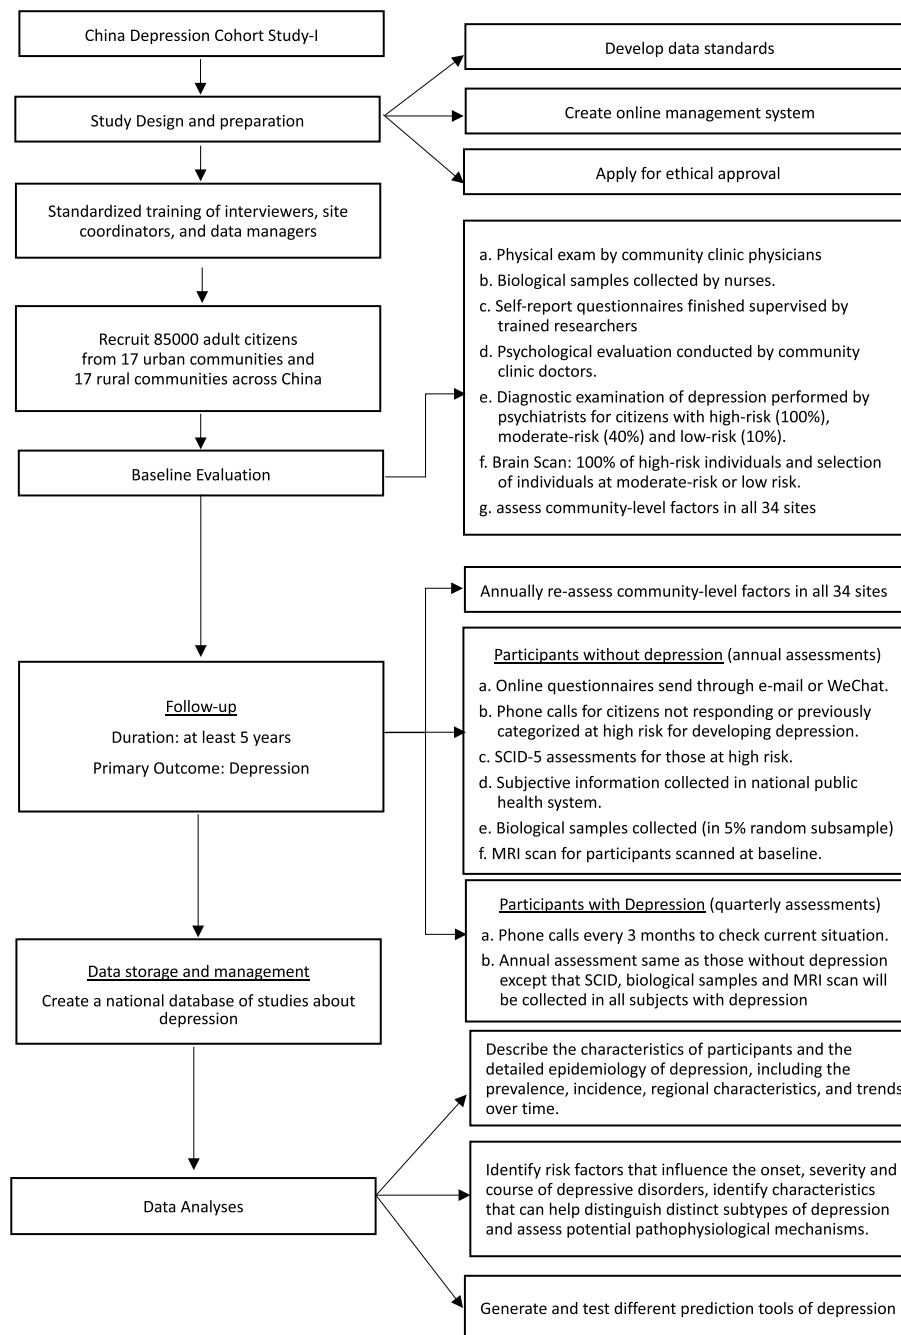 China Depression Cohort Study-I
Develop data standards
Study Design and preparation
Create online management system
Apply for ethical approval
Standardized training of interviewers, site
coordinators, and data managers
Recruit 85000 adult citizens
from 17 urban communities and
17 rural communities across China
Baseline Evaluation
a. Physical exam by community clinic physicians
b. Biological samples collected by nurses.
c. Self-report questionnaires finished supervised by
trained researchers
d. Psychological evaluation conducted by community
clinic doctors.
e. Diagnostic examination of depression performed by
psychiatrists for citizens with high-risk (100%),
moderate-risk (40%) and low-risk (10%).
f. Brain Scan: 100% of high-risk individuals and selection
of individuals at moderate-risk or low risk.
g. assess community-level factors in all 34 sites
Follow-up
Duration: at least 5 years
Primary Outcome: Depression
Annually re-assess community-level factors in all 34 sites
Participants without depression (annual assessments)
a. Online questionnaires send through e-mail or WeChat.
b. Phone calls for citizens not responding or previously
categorized at high risk for developing depression.
c. SCID-5 assessments for those at high risk.
d. Subjective information collected in national public
health system.
e. Biological samples collected (in 5% random subsample)
f. MRI scan for participants scanned at baseline.
Participants with Depression (quarterly assessments)
a. Phone calls every 3 months to check current situation.
b. Annual assessment same as those without depression
except that SCID, biological samples and MRI scan will
be collected in all subjects with depression
Data storage and management
Create a national database of studies about
depression
Data Analyses
Describe the characteristics of participants and the
detailed epidemiology of depression, including the
prevalence, incidence, regional characteristics, and trends
over time.
Identify risk factors that influence the onset, severity and
course of depressive disorders, identify characteristics
that can help distinguish distinct subtypes of depression
and assess potential pathophysiological mechanisms.
Generate and test different prediction tools of depression